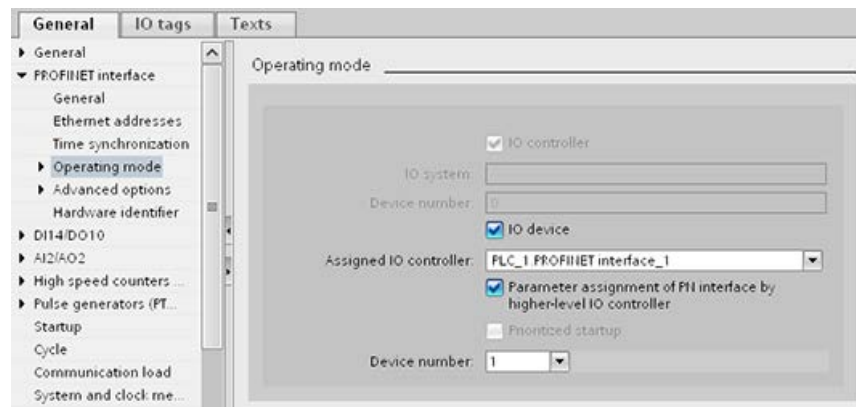 General IO tags Texts
General
PROFINET interface
General
Ethernet addresses
Time synchronization
Operating mode
Advanced options
Hardware identifier
DI14/DO10
AI2/AO2
High speed counters ...
Pulse generators (PT...
Startup
Cycle
Communication load
System and clock me...
Operating mode
IO controller
IO system:
Device number: 0
IO device
Assigned IO controller: PLC_1.PROFINET interface_1
Parameter assignment of PN interface by
higher-level IO controller
Prioritized startup
Device number: 1